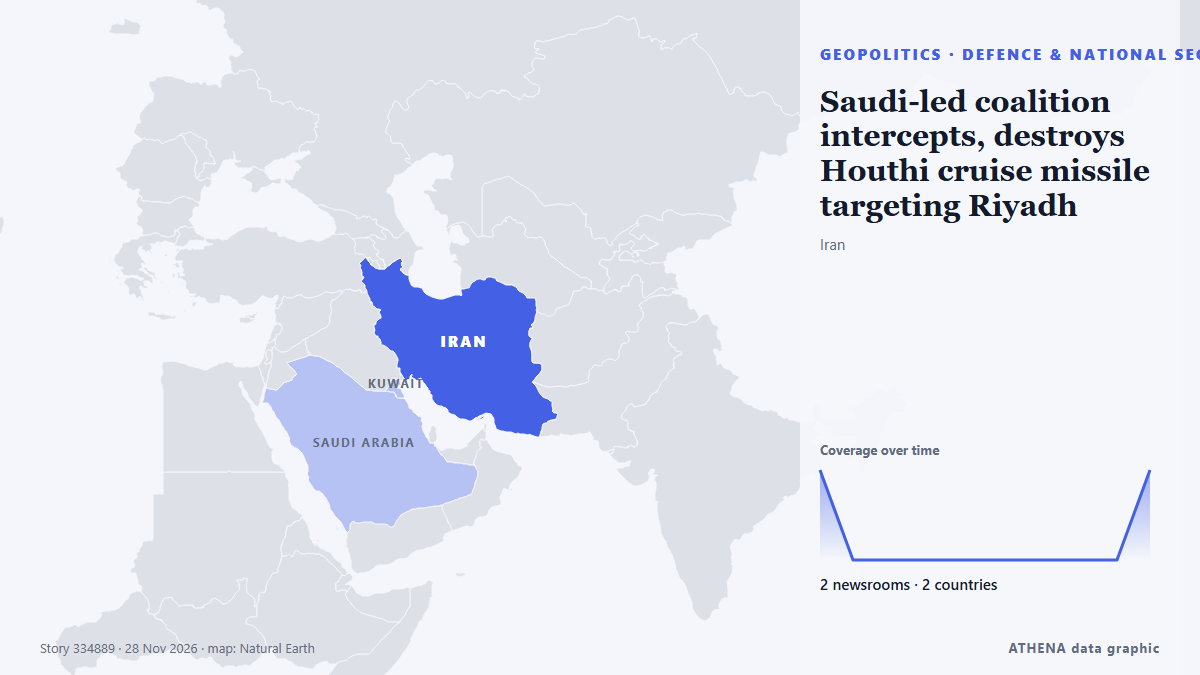 GEOPOLITICS · DEFENCE & NATIONAL
Saudi-led coalition
intercepts, destroys
Houthi cruise missile
targeting Riyadh
Iran
IRAN
KUWAIT
SAUDI ARABIA
Coverage over time
2 newsrooms · 2 countries
Story 334889 · 28 Nov 2026 · map: Natural Earth
ATHENA data graphic